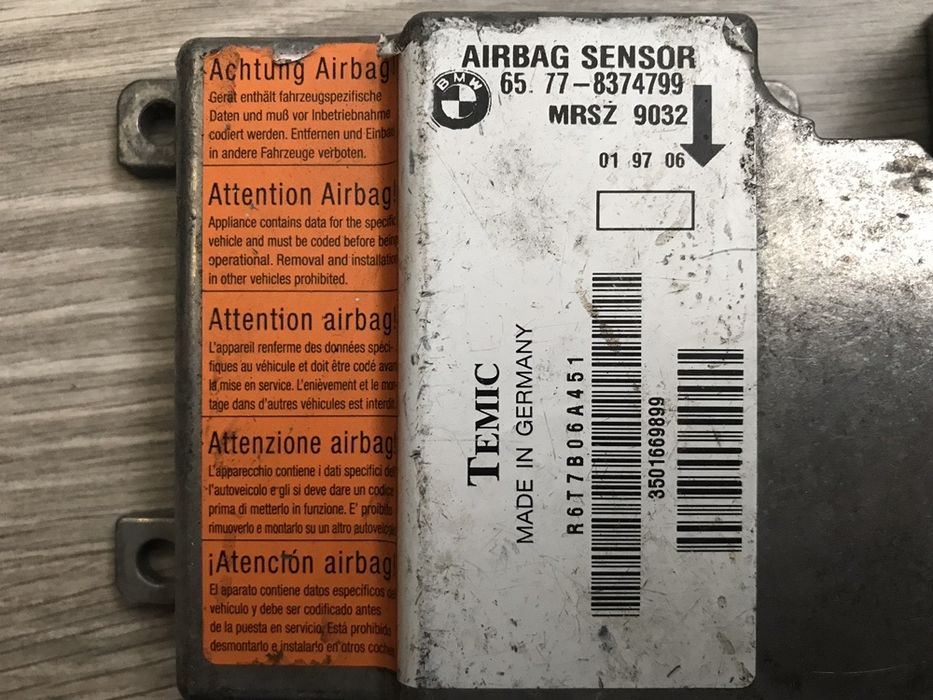 Achtung Airbag!
Gerät enthält fahrzeugspezifische
Daten und muß vor Inbetriebnahme
codiert werden. Entfernen und Einbau
in andere Fahrzeuge verboten.
Attention Airbag!
Appliance contains data for the specific
vehicle and must be coded before being
operational. Removal and installation
in other vehicles prohibited.
Attention airbag!
L'appareil renferme des données spéci-
fiques au véhicule et doit être codé avant
la mise en service. L'enlèvement et le mon-
tage dans d'autres véhicules est interdit.
Attenzione airbag!
L'apparecchio contiene i dati specifici del
l'autoveicolo e gli si deve dare un codice
prima di metterlo in funzione. E' proibito
rimuoverlo e montarlo su un altro autoveicolo
¡Atención airbag!
El aparato contiene datos específicos del
vehículo y debe ser codificado antes
de la puesta en servicio. Está prohibido
desmontarlo e instalarlo en otros coches
AIRBAG SENSOR
BMW
65. 77-8374799
MRSZ 9032
01 97 06
TEMIC
MADE IN GERMANY
R6T7B06A451
3501669899